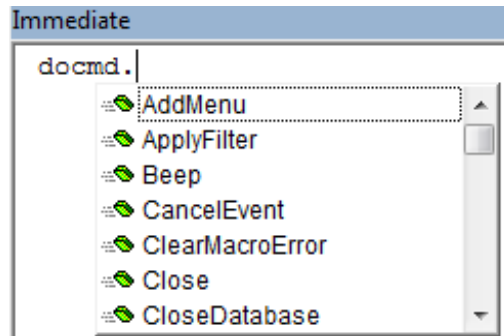 Immediate
docmd.
AddMenu
ApplyFilter
Beep
CancelEvent
ClearMacroError
Close
CloseDatabase